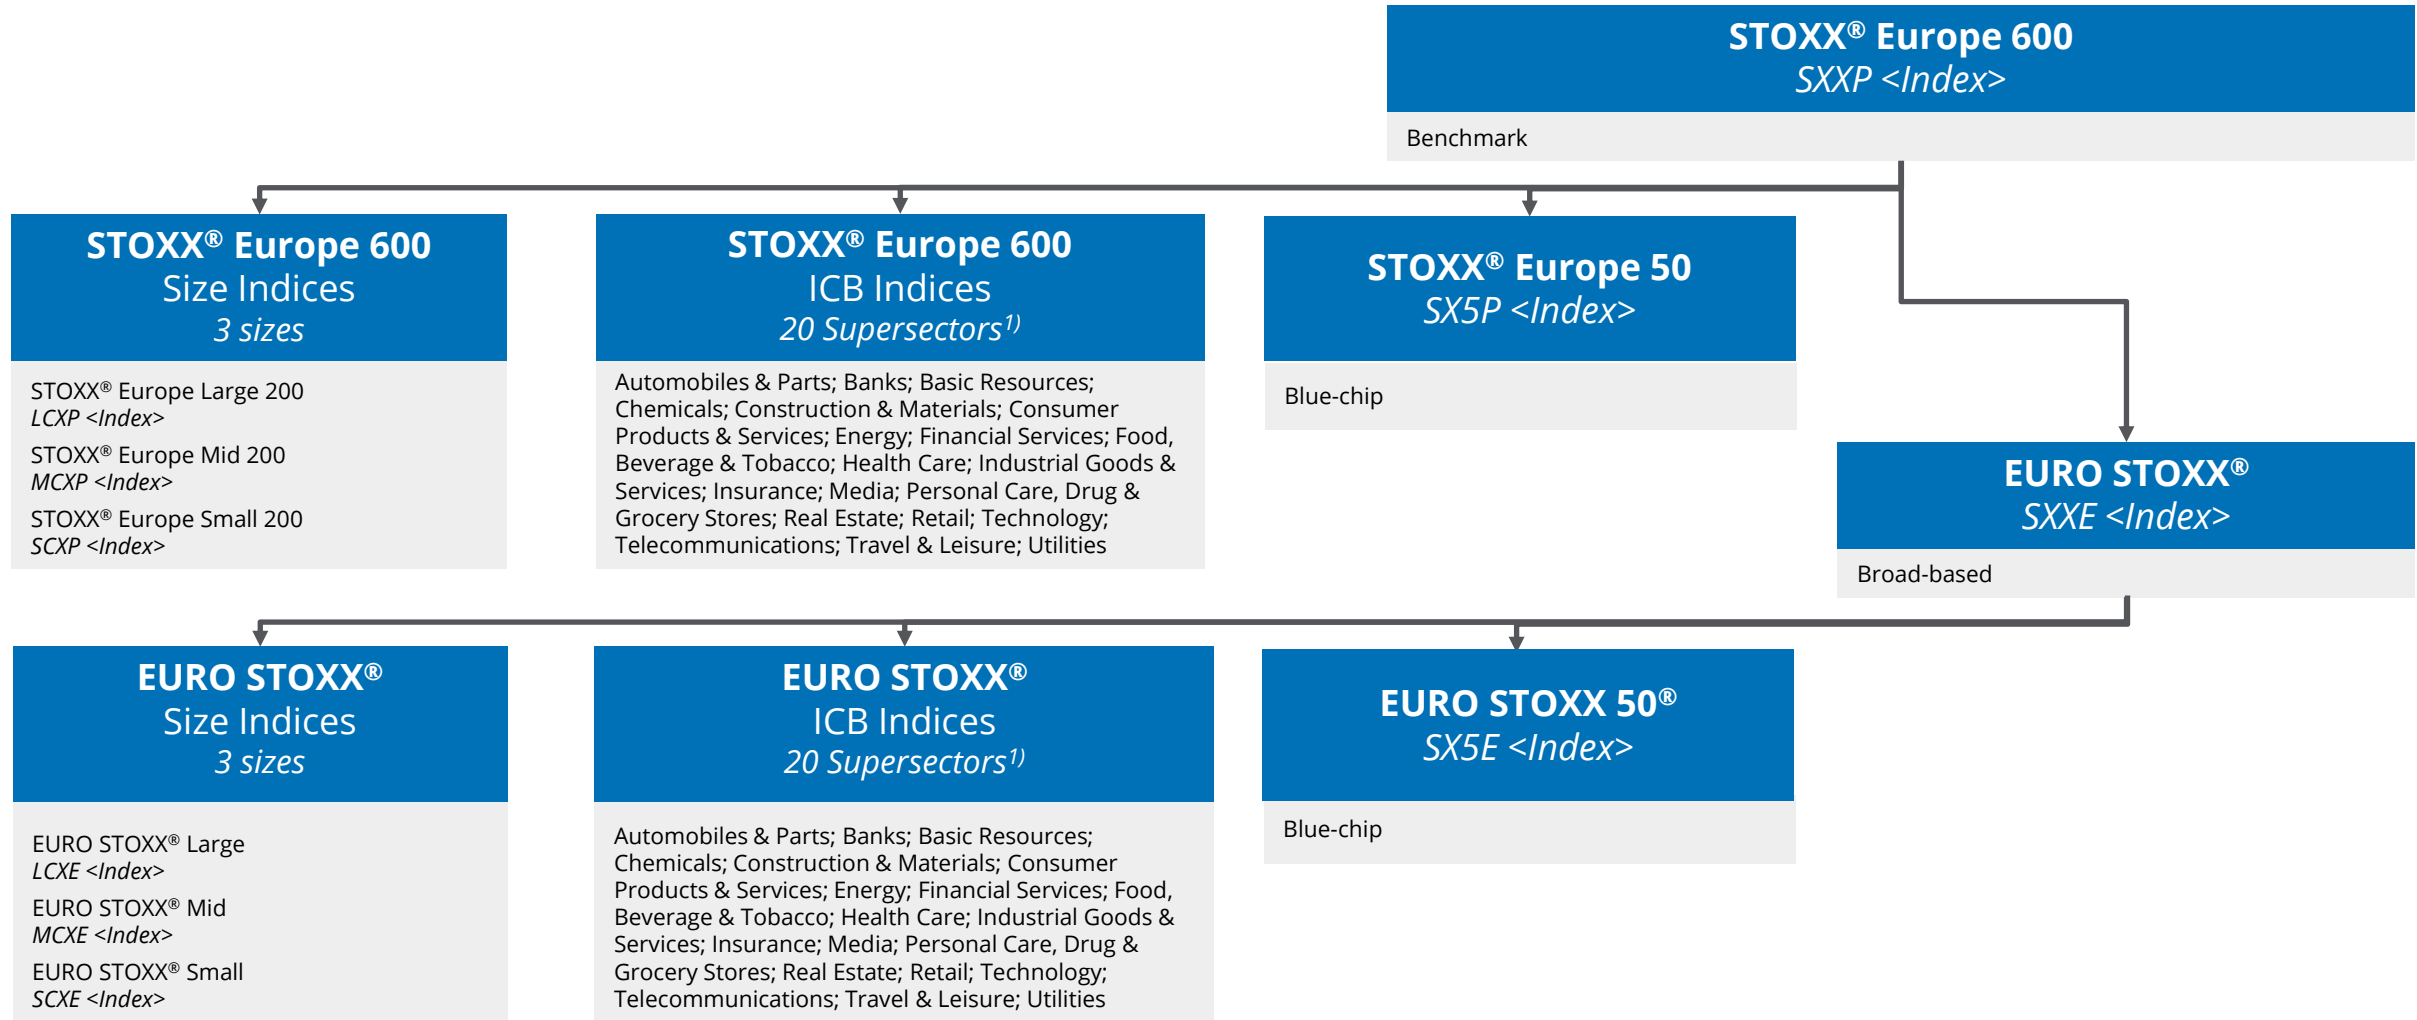 STOXX® Europe 600
SXXP <Index>
Benchmark
STOXX® Europe 600
Size Indices
3 sizes
STOXX® Europe Large 200
LCXP <Index>
STOXX® Europe Mid 200
MCXP <Index>
STOXX® Europe Small 200
SCXP <Index>
STOXX® Europe 600
ICB Indices
20 Supersectors1)
Automobiles & Parts; Banks; Basic Resources;
Chemicals; Construction & Materials; Consumer
Products & Services; Energy; Financial Services; Food,
Beverage & Tobacco; Health Care; Industrial Goods &
Services; Insurance; Media; Personal Care, Drug &
Grocery Stores; Real Estate; Retail; Technology;
Telecommunications; Travel & Leisure; Utilities
STOXX® Europe 50
SX5P <Index>
Blue-chip
EURO STOXX®
SXXE <Index>
Broad-based
EURO STOXX®
Size Indices
3 sizes
EURO STOXX® Large
LCXE <Index>
EURO STOXX® Mid
MCXE <Index>
EURO STOXX® Small
SCXE <Index>
EURO STOXX®
ICB Indices
20 Supersectors1)
Automobiles & Parts; Banks; Basic Resources;
Chemicals; Construction & Materials; Consumer
Products & Services; Energy; Financial Services; Food,
Beverage & Tobacco; Health Care; Industrial Goods &
Services; Insurance; Media; Personal Care, Drug &
Grocery Stores; Real Estate; Retail; Technology;
Telecommunications; Travel & Leisure; Utilities
EURO STOXX 50®
SX5E <Index>
Blue-chip